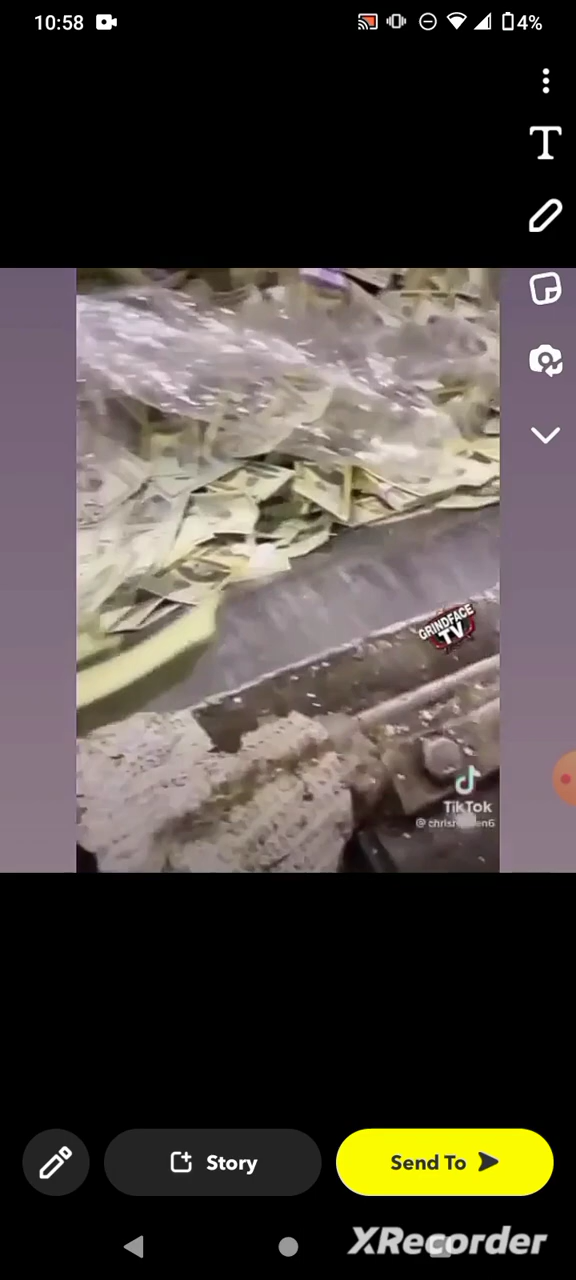 10:58
4%
T
GRINDFACE
TV
TikTok
Story
Send To
XRecorder